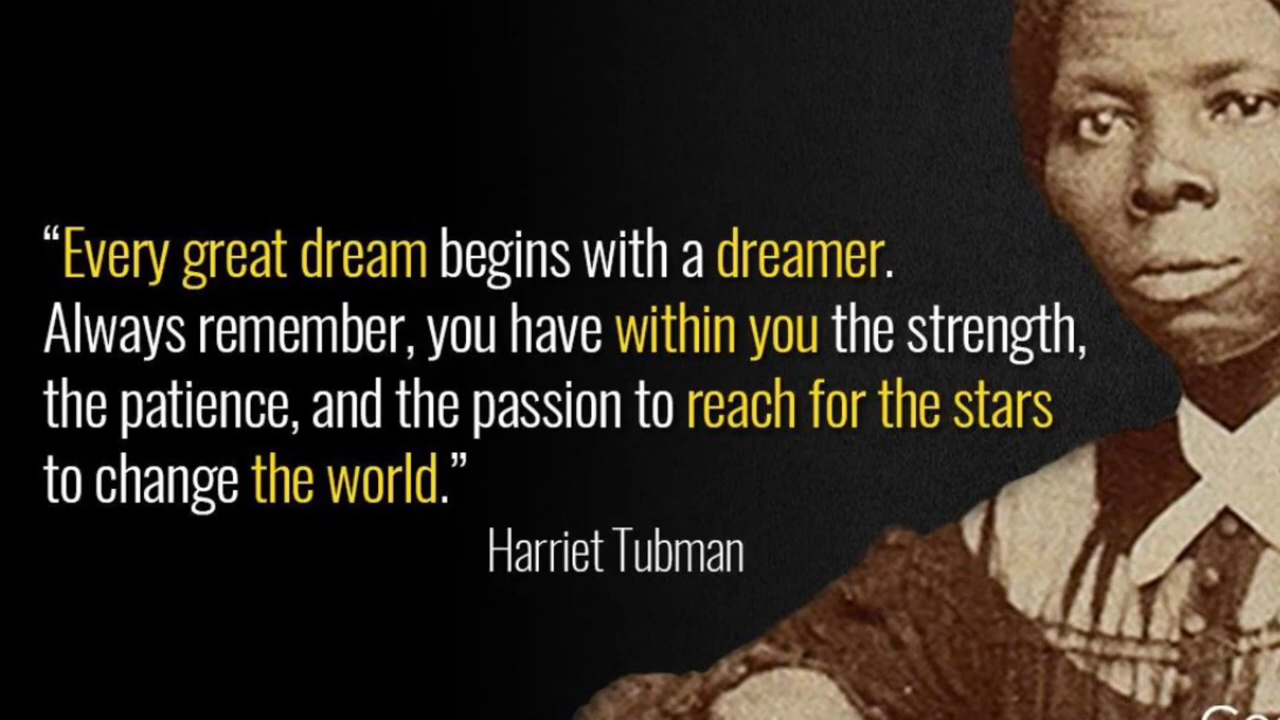 “Every great dream begins with a dreamer.
Always remember, you have within you the strength,
the patience, and the passion to reach for the stars
to change the world.”
Harriet Tubman